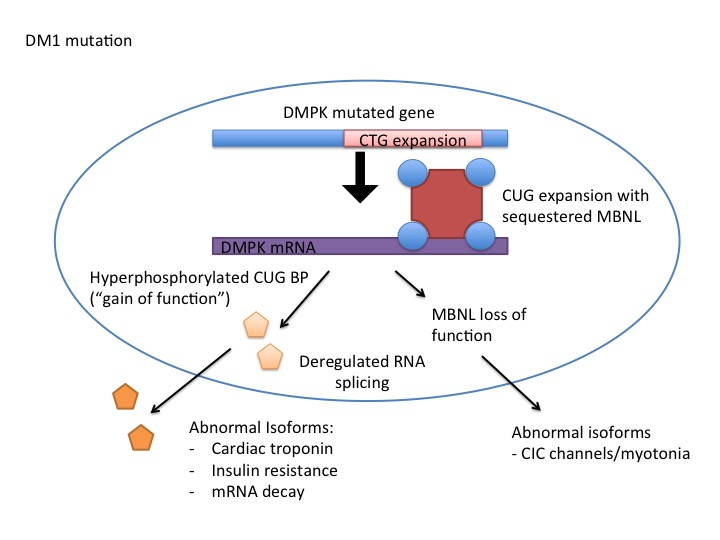 DM1 mutation
DMPK mutated gene
CTG expansion
CUG expansion with
sequestered MBNL
DMPK mRNA
Hyperphosphorylated CUG BP
(“gain of function”)
MBNL loss of
function
Deregulated RNA
splicing
Abnormal Isoforms:
- Cardiac troponin
- Insulin resistance
- mRNA decay
Abnormal isoforms
- CIC channels/myotonia